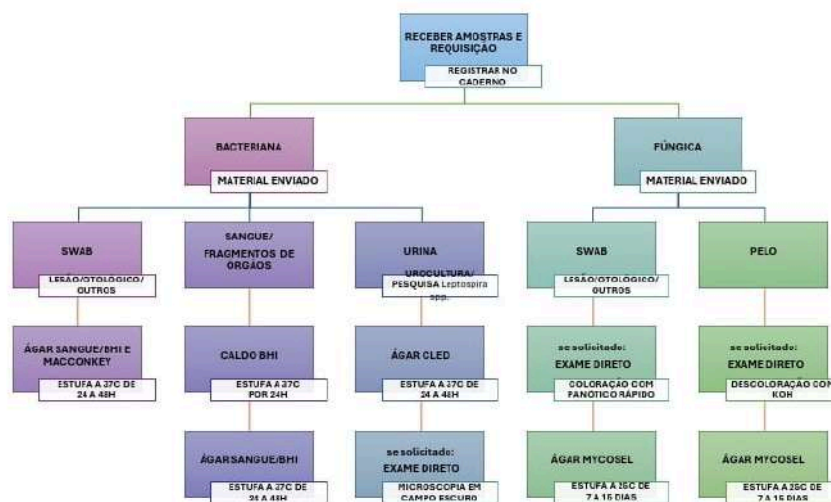 RECEBER AMOSTRAS E
REQUISIÇÃO
REGISTRAR NO
CADERNO
BACTERIANA
MATERIAL ENVIADO
FÚNGICA
MATERIAL ENVIADO
SWAB
LESÃO/OTOLÓGICO/
OUTROS
SANGUE/
FRAGMENTOS DE
ORGÃOS
URINA
UROCULTURA/
PESQUISA Leptospira
spp.
SWAB
LESÃO/OTOLÓGICO/
OUTROS
PELO
ÁGAR SANGUE/BHI E
MACCONKEY
ESTUFA A 37C DE
24 A 48H
CALDO BHI
ESTUFA A 37C
POR 24H
ÁGAR CLED
ESTUFA A 37C DE
24 A 48H
se solicitado:
EXAME DIRETO
COLORAÇÃO COM
PANÓTICO RÁPIDO
se solicitado:
EXAME DIRETO
DESCOLORAÇÃO COM
KOH
ÁGAR SANGUE/BHI
ESTUFA A 37C DE
24 A 48H
se solicitado:
EXAME DIRETO
MICROSCOPIA EM
CAMPO ESCURO
ÁGAR MYCOSEL
ESTUFA A 25C DE
7 A 15 DIAS
ÁGAR MYCOSEL
ESTUFA A 25C DE
7 A 15 DIAS